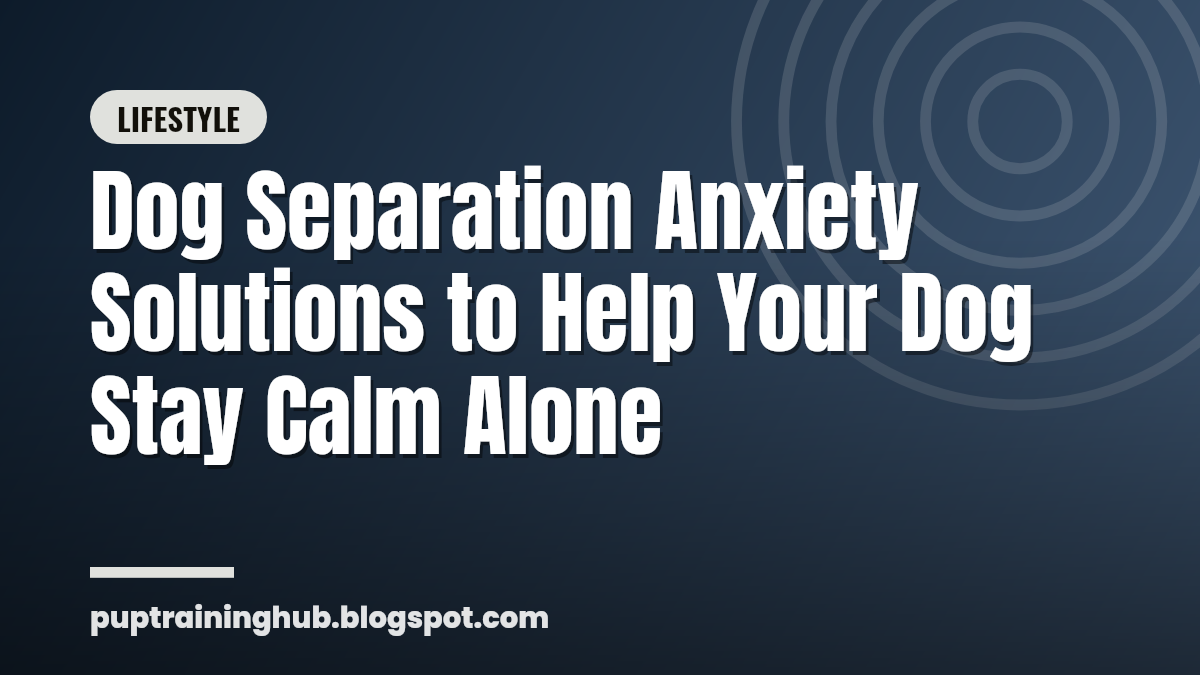 LIFESTYLE
Dog Separation Anxiety
Solutions to Help Your Dog
Stay Calm Alone
puptraininghub.blogspot.com